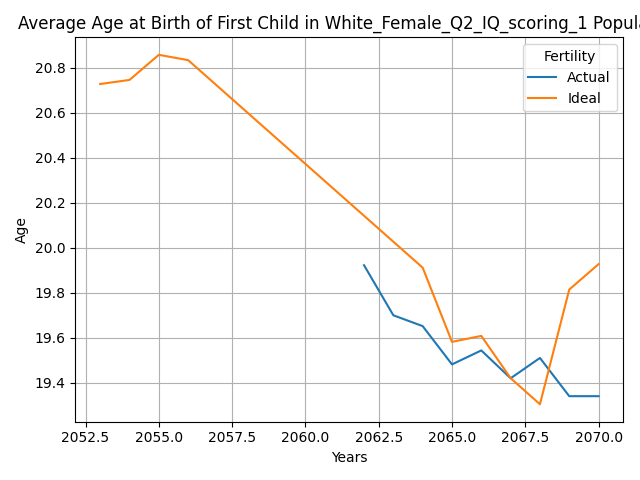 Average Age at Birth of First Child in White_Female_Q2_IQ_scoring_1 Popula
Fertility
Actual
Ideal
20.8
20.6
20.4
20.2
20.0
19.8
19.6
19.4
Age
2052.5 2055.0 2057.5 2060.0 2062.5 2065.0 2067.5 2070.0
Years